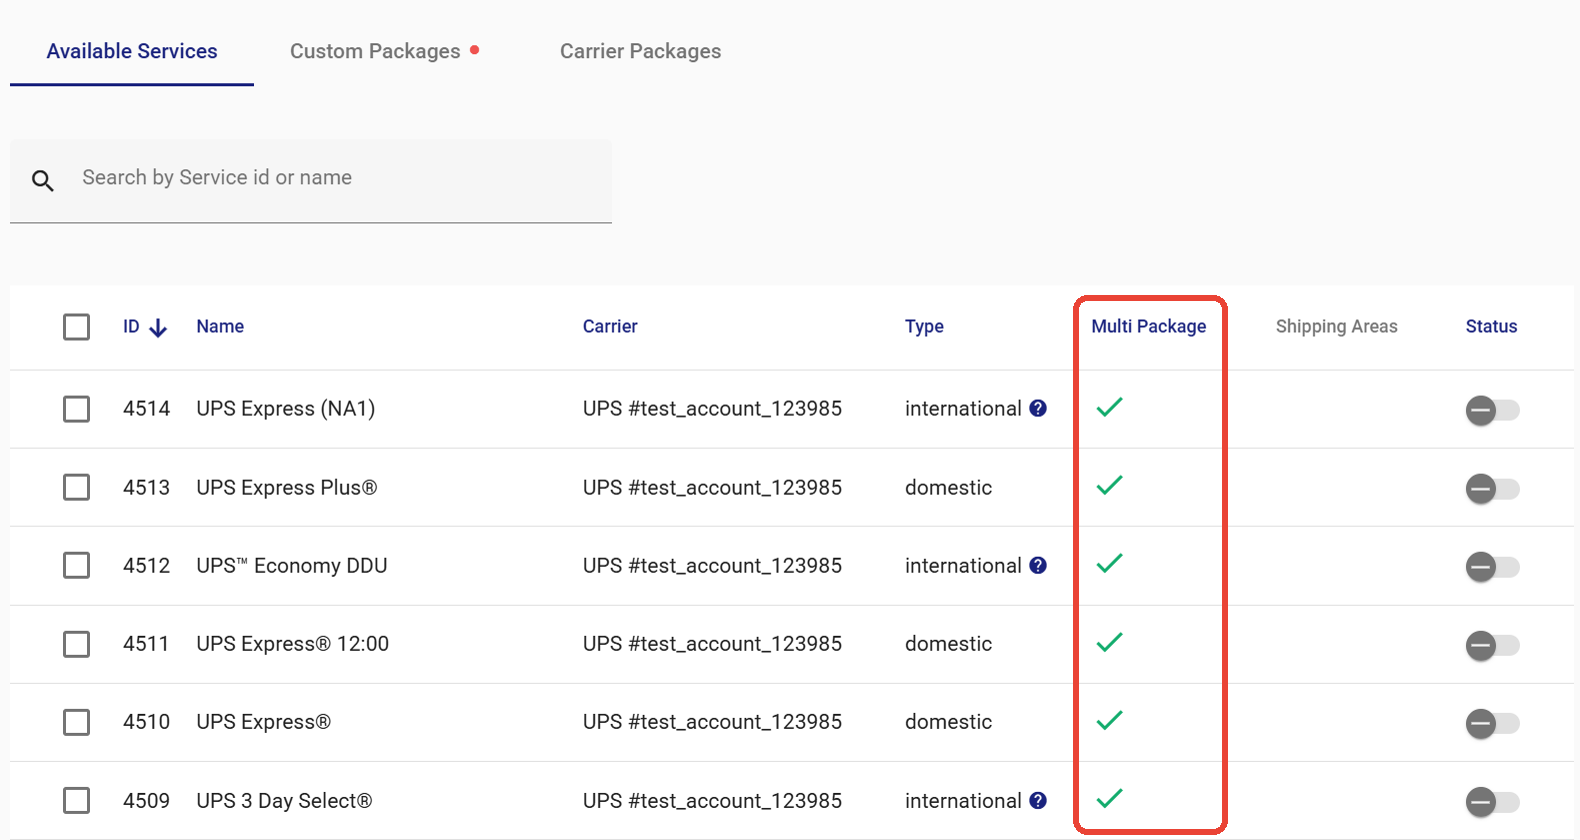 Available Services Custom Packages Carrier Packages
Search by Service id or name
ID Name Carrier Type Multi Package Shipping Areas Status
4514 UPS Express (NA1) UPS #test_account_123985 international ?
4513 UPS Express Plus® UPS #test_account_123985 domestic
4512 UPS™ Economy DDU UPS #test_account_123985 international ?
4511 UPS Express® 12:00 UPS #test_account_123985 domestic
4510 UPS Express® UPS #test_account_123985 domestic
4509 UPS 3 Day Select® UPS #test_account_123985 international ?